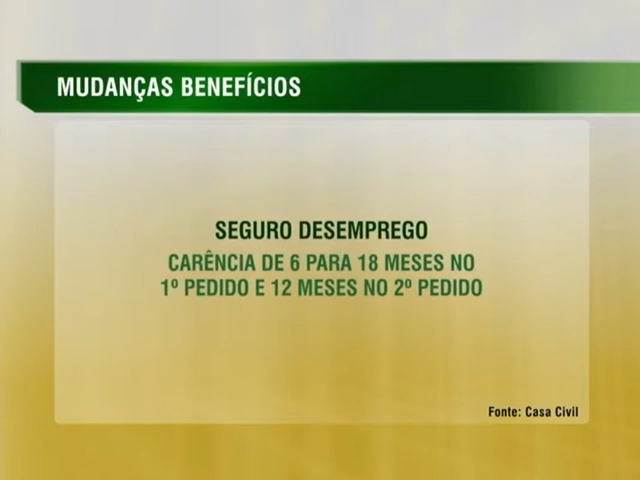 MUDANÇAS BENEFÍCIOS
SEGURO DESEMPREGO
CARÊNCIA DE 6 PARA 18 MESES NO
1º PEDIDO E 12 MESES NO 2º PEDIDO
Fonte: Casa Civil